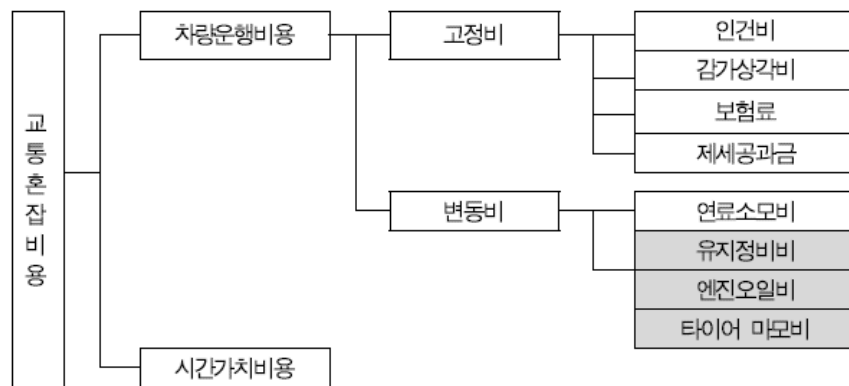 교통혼잡비용
차량운행비용
고정비
인건비
감가상각비
보험료
제세공과금
변동비
연료소모비
유지정비비
엔진오일비
타이어 마모비
시간가치비용